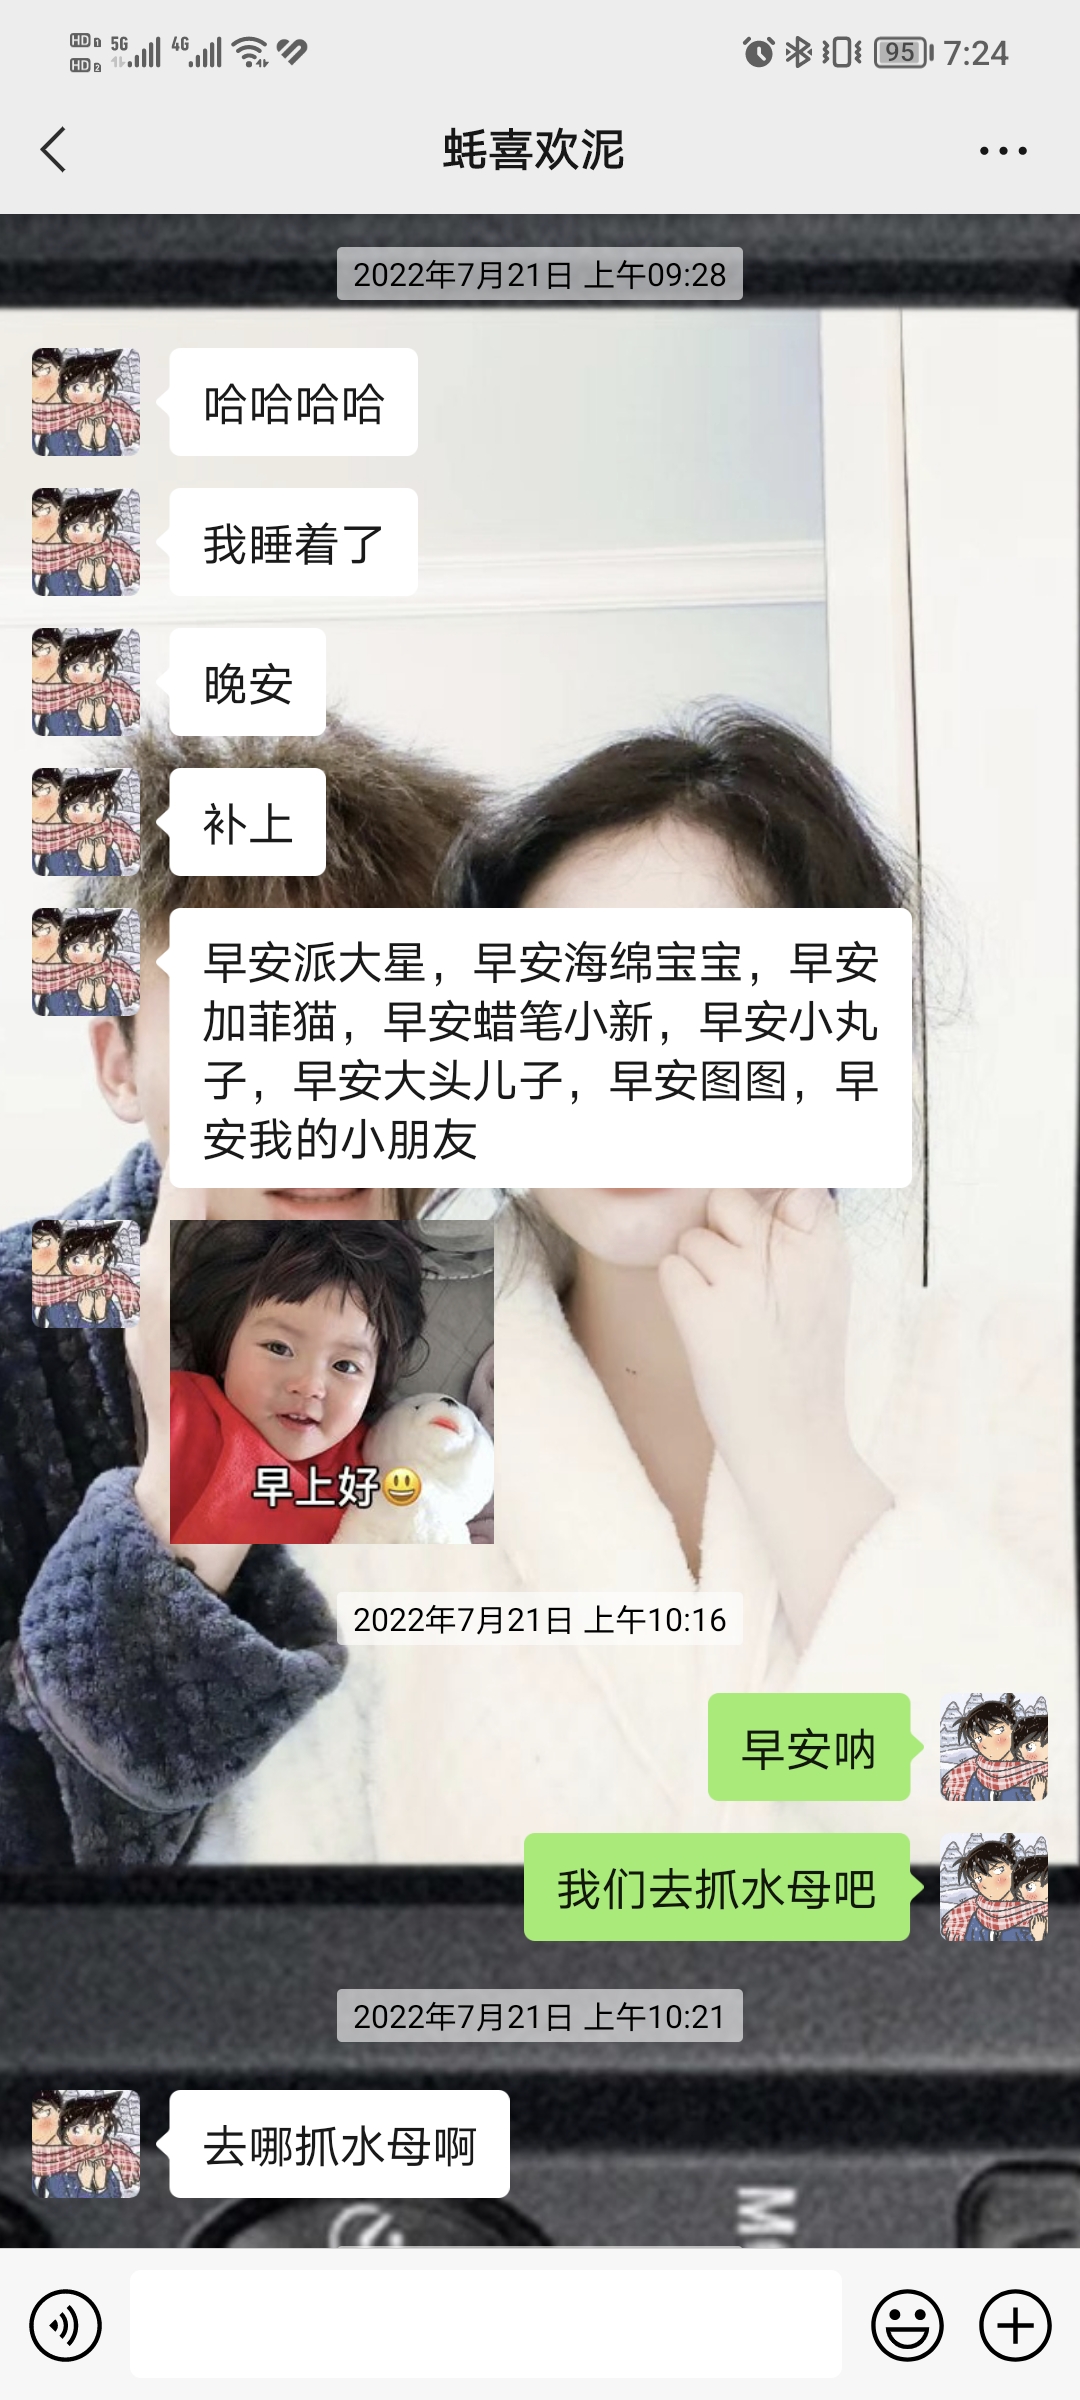 HD 1 5G 4G 95 7:24
HD 2
蚝喜欢泥
2022年7月21日 上午09:28
哈哈哈哈
我睡着了
晚安
补上
早安派大星，早安海绵宝宝，早安
加菲猫，早安蜡笔小新，早安小丸
子，早安大头儿子，早安图图，早
安我的小朋友
早上好😃
2022年7月21日 上午10:16
早安呐
我们去抓水母吧
2022年7月21日 上午10:21
去哪抓水母啊